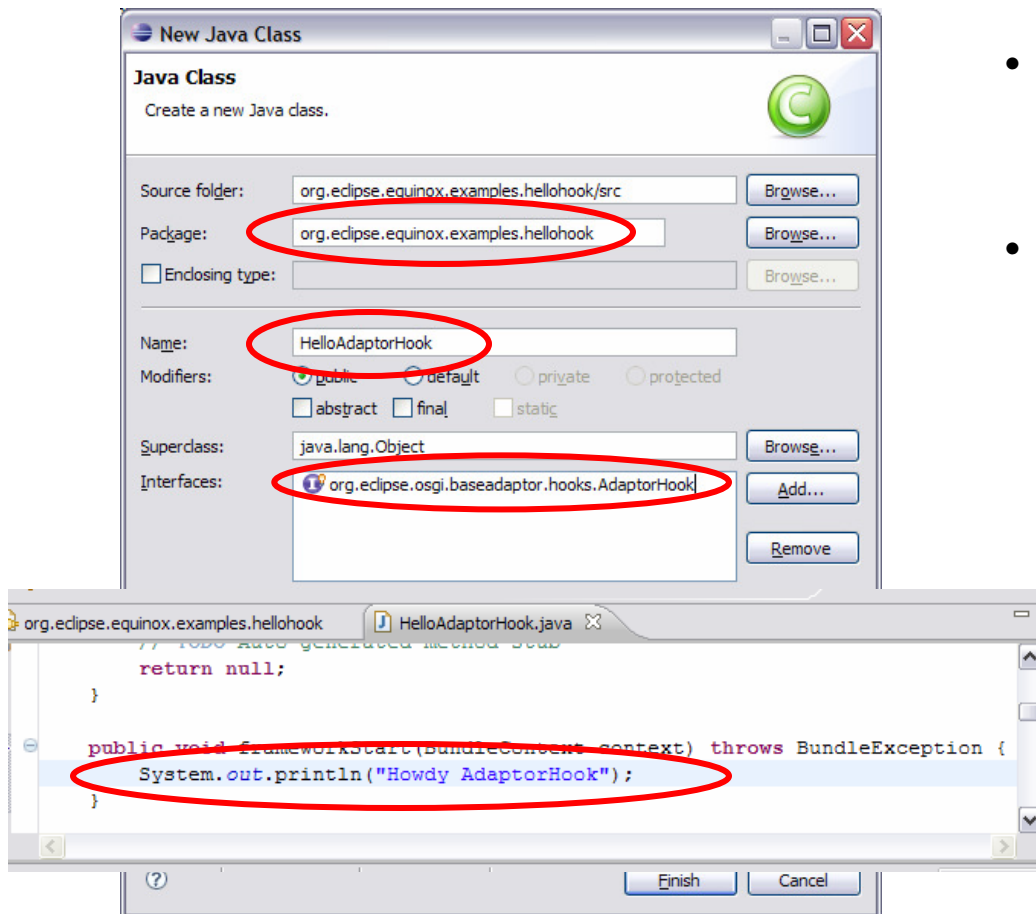 New Java Class
Java Class
Create a new Java class.
Source folder: org.eclipse.equinox.examples.hellohook/src Browse...
Package: org.eclipse.equinox.examples.hellohook Browse...
Enclosing type: Browse...
Name: HelloAdaptorHook
Modifiers: public default private protected
abstract final static
Superclass: java.lang.Object Browse...
Interfaces: org.eclipse.osgi.baseadaptor.hooks.AdaptorHook Add...
Remove
org.eclipse.equinox.examples.hellohook HelloAdaptorHook.java
// TODO Auto-generated method stub
return null;
}
public void frameworkStart(BundleContext context) throws BundleException {
System.out.println("Howdy AdaptorHook");
}
? Finish Cancel